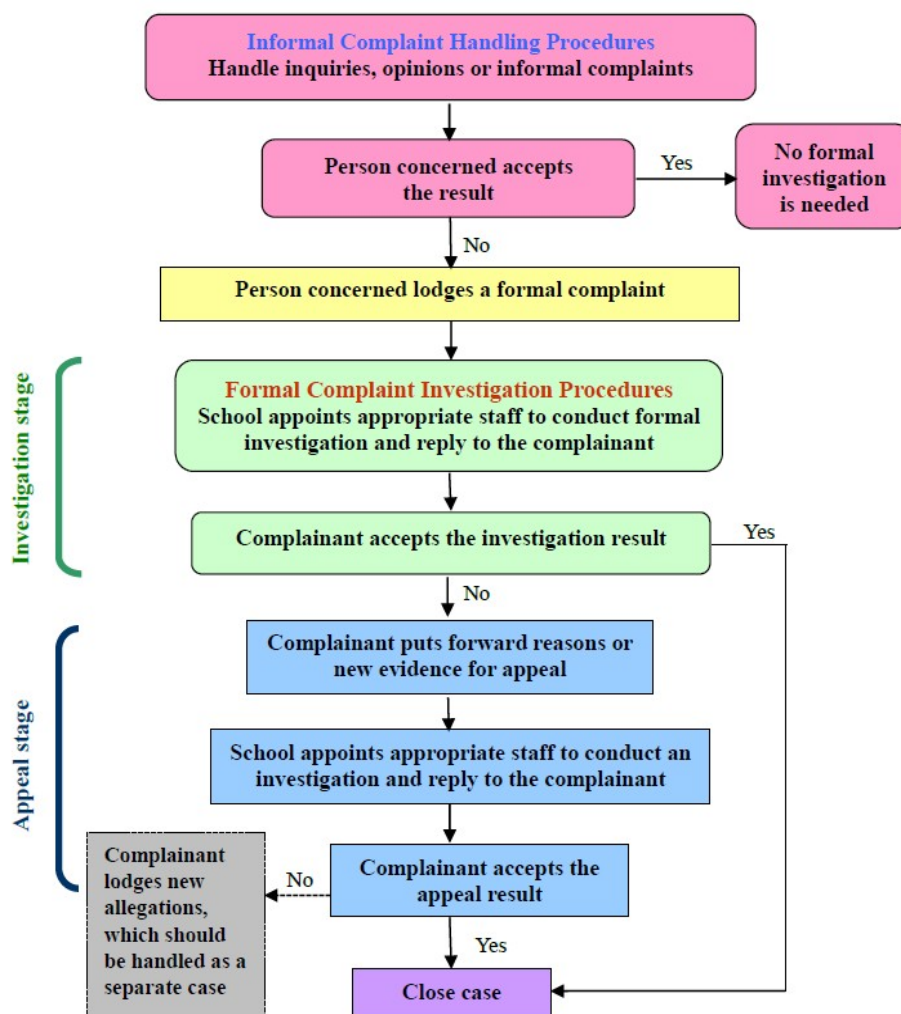 Informal Complaint Handling Procedures
Handle inquiries, opinions or informal complaints
Person concerned accepts
the result
Yes
No formal
investigation
is needed
No
Person concerned lodges a formal complaint
Investigation stage
Formal Complaint Investigation Procedures
School appoints appropriate staff to conduct formal
investigation and reply to the complainant
Complainant accepts the investigation result
Yes
No
Appeal stage
Complainant puts forward reasons or
new evidence for appeal
School appoints appropriate staff to conduct an
investigation and reply to the complainant
Complainant accepts the
appeal result
No
Complainant
lodges new
allegations,
which should
be handled as a
separate case
Yes
Close case